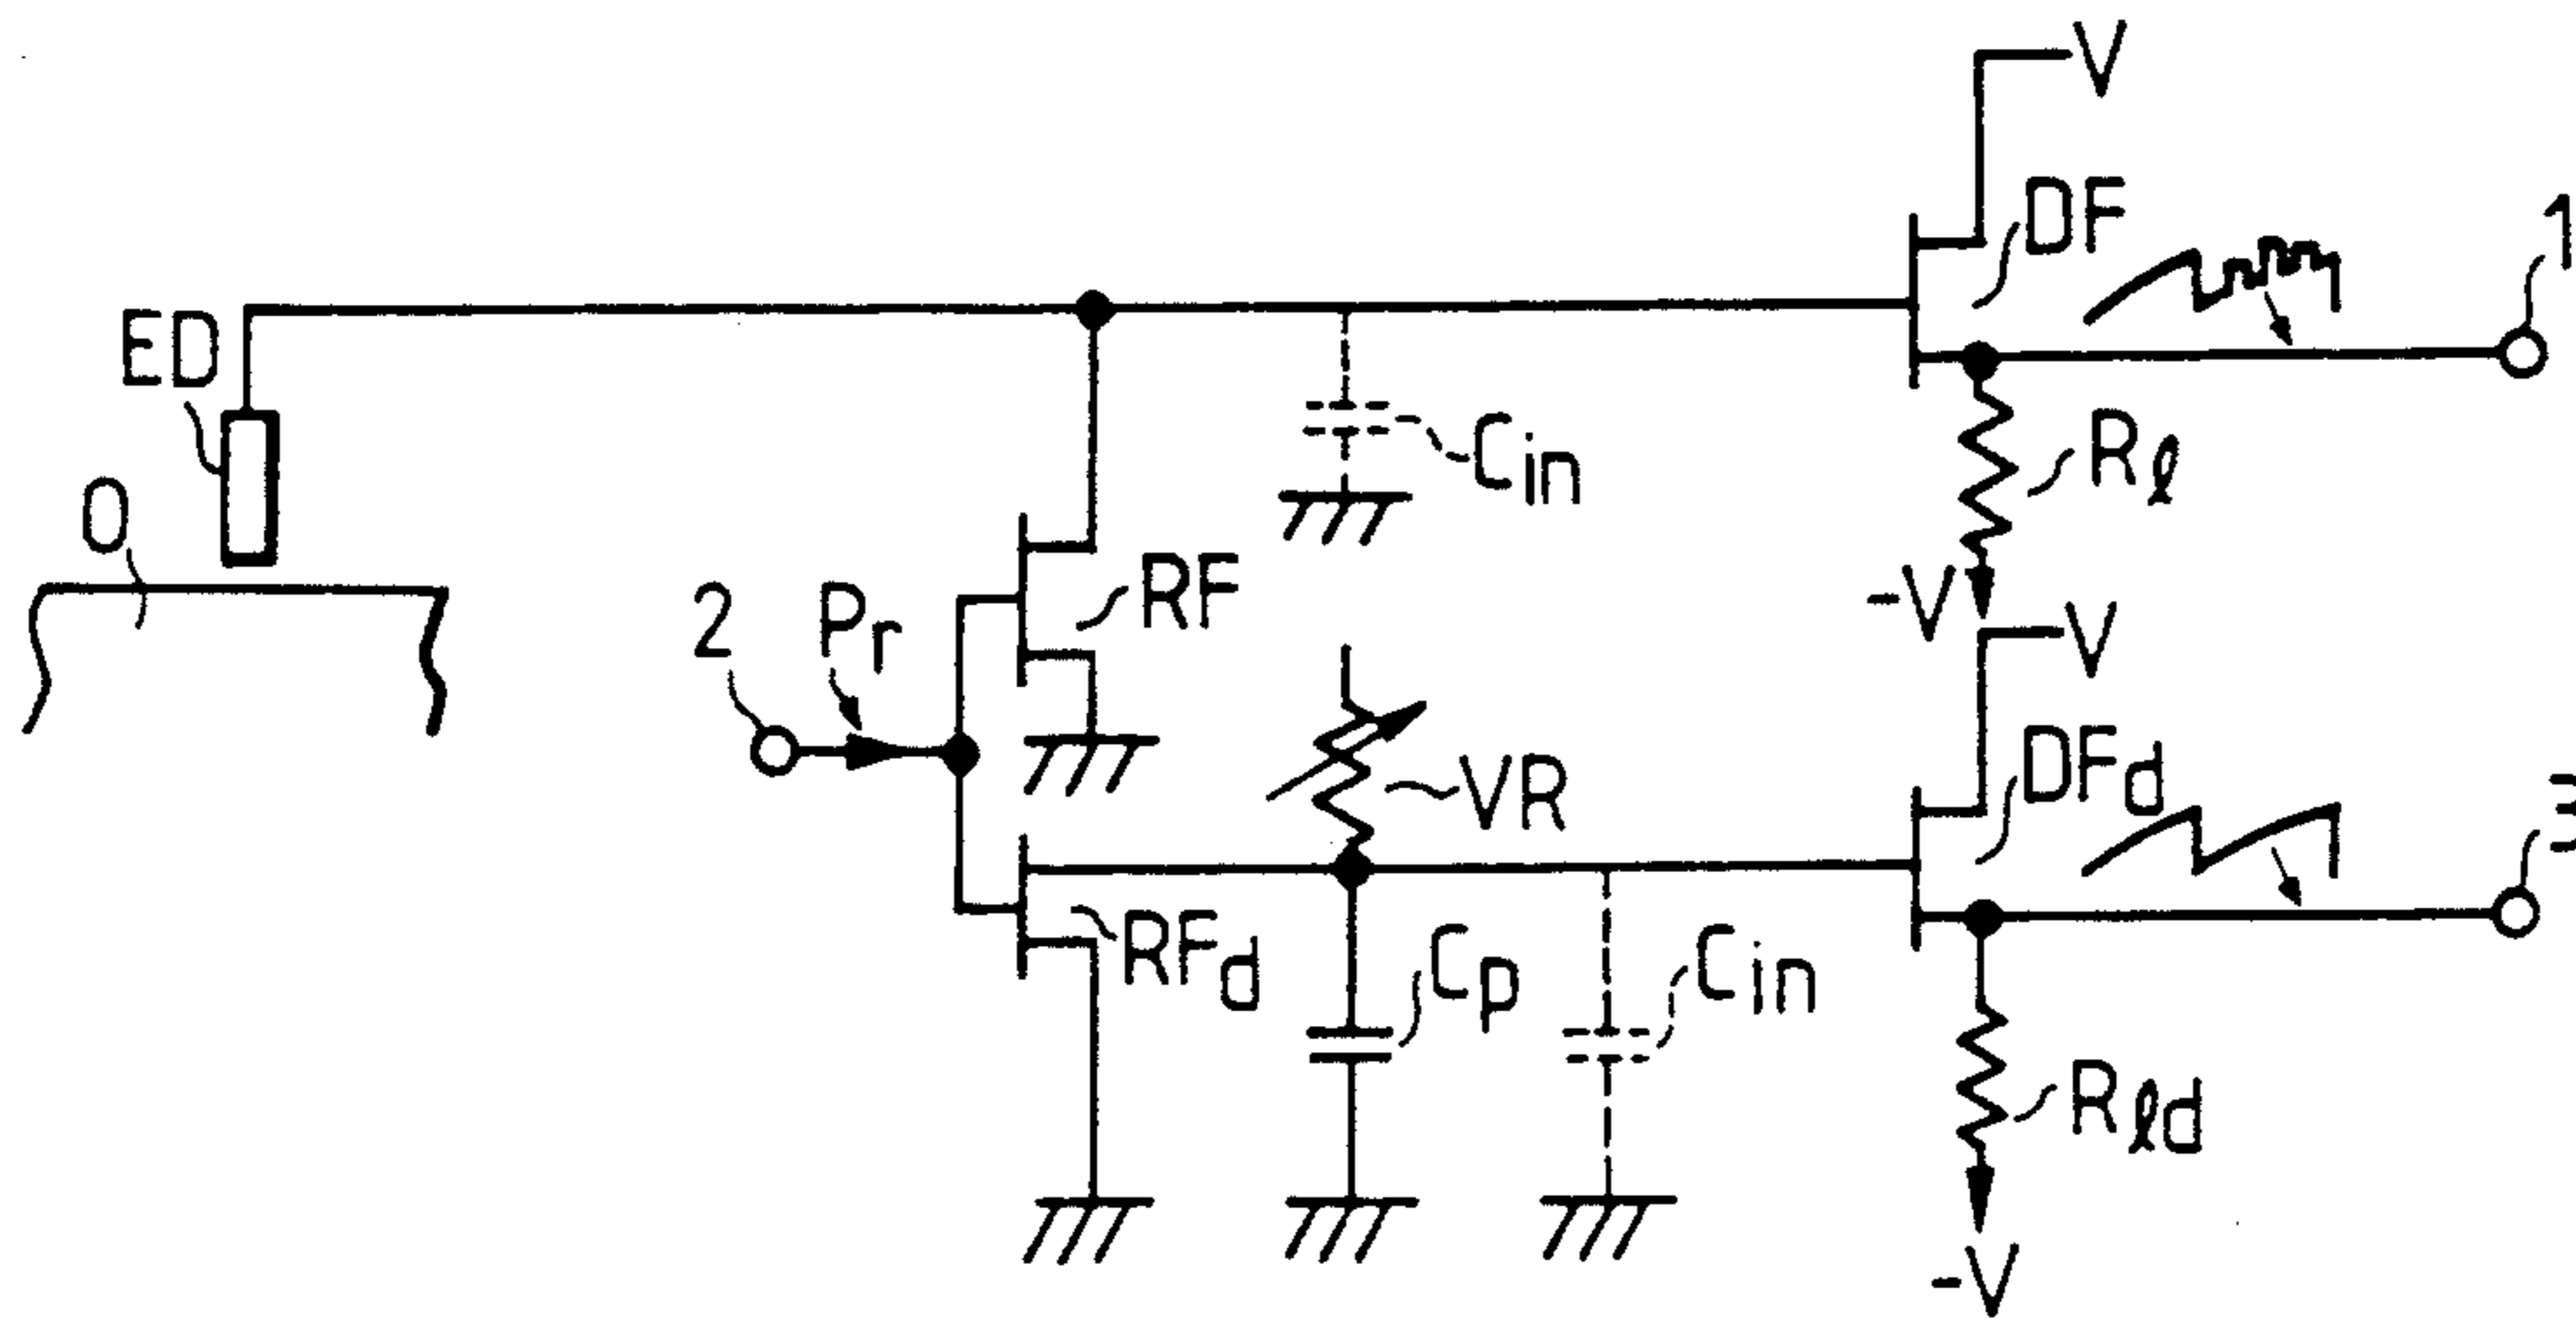 V
DF
1
ED
Cin
Rℓ
O
RF
-V
2
Pr
V
VR
DFd
3
RFd
Cp
Cin
Rℓd
-V